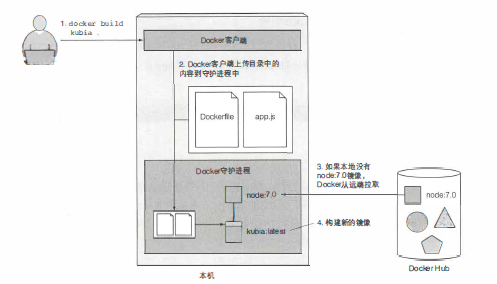 1. docker build
kubia .
Docker客户端
2. Docker客户端上传目录中的
内容到守护进程中
Dockerfile
app.js
Docker守护进程
3. 如果本地没有
node:7.0镜像,
Docker从远端拉取
node:7.0
node:7.0
kubia:latest
4. 构建新的镜像
Docker Hub
本机